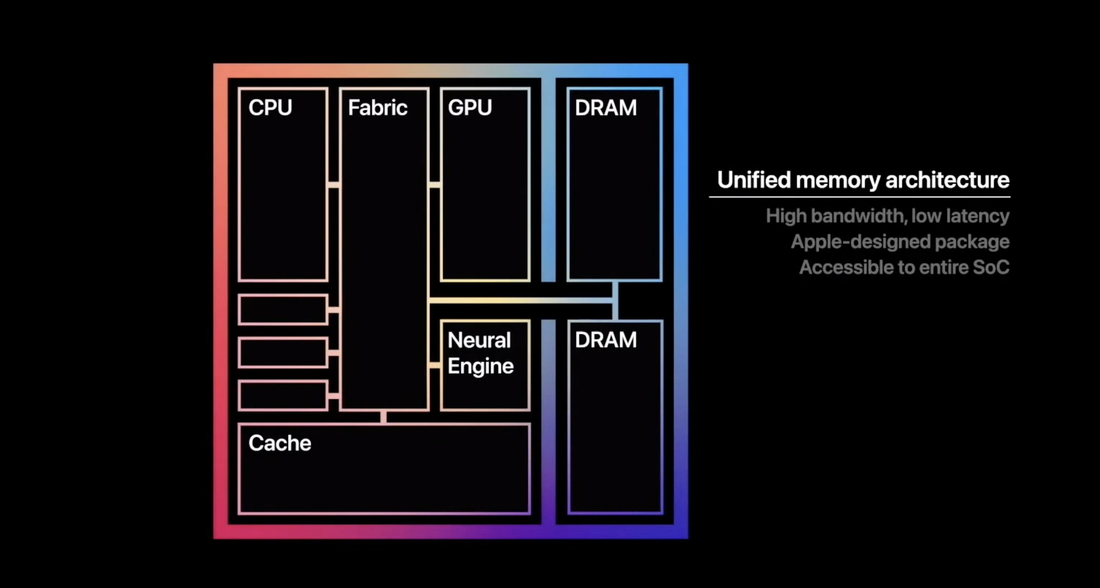 CPU
Fabric
GPU
DRAM
Unified memory architecture
High bandwidth, low latency
Apple-designed package
Accessible to entire SoC
Neural
Engine
DRAM
Cache